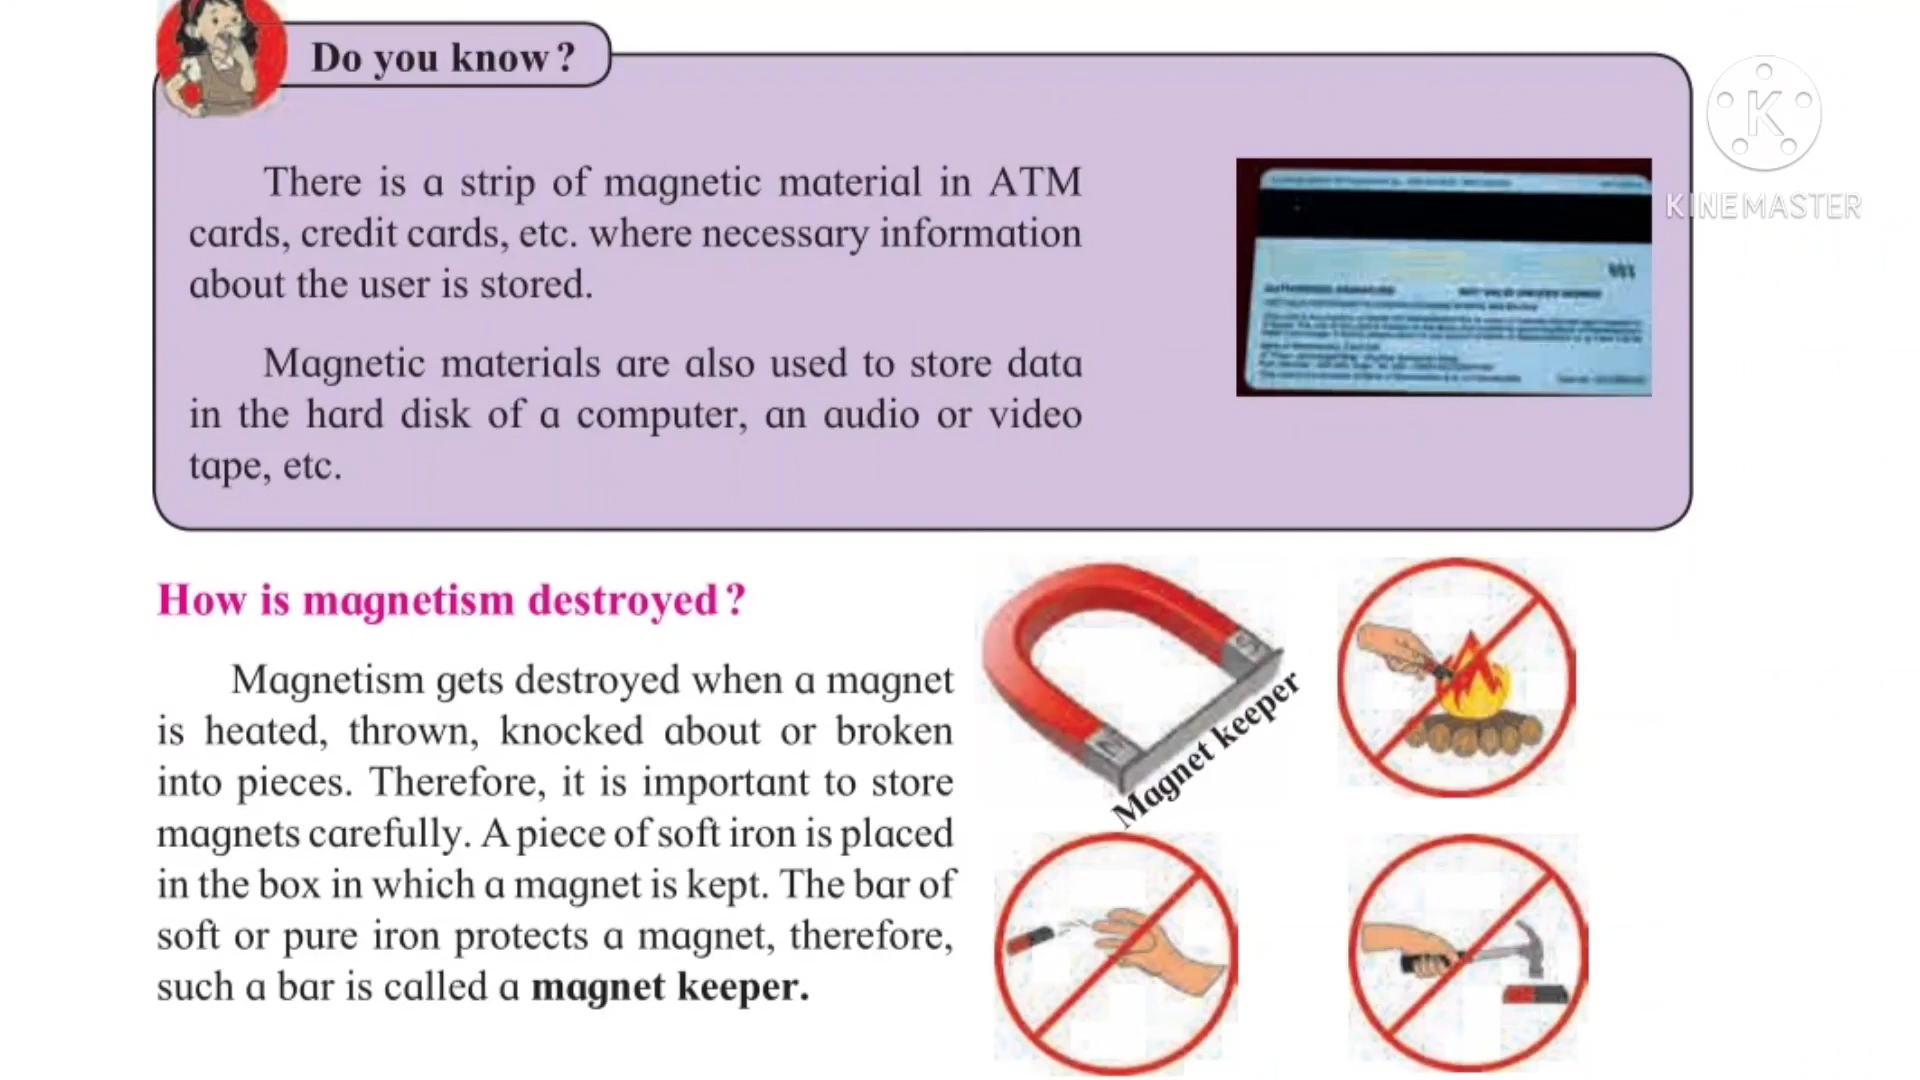 Do you know?
There is a strip of magnetic material in ATM
cards, credit cards, etc. where necessary information
about the user is stored.
Magnetic materials are also used to store data
in the hard disk of a computer, an audio or video
tape, etc.
K
KINEMASTER
How is magnetism destroyed?
Magnetism gets destroyed when a magnet
is heated, thrown, knocked about or broken
into pieces. Therefore, it is important to store
magnets carefully. A piece of soft iron is placed
in the box in which a magnet is kept. The bar of
soft or pure iron protects a magnet, therefore,
such a bar is called a magnet keeper.
S
N
Magnet keeper